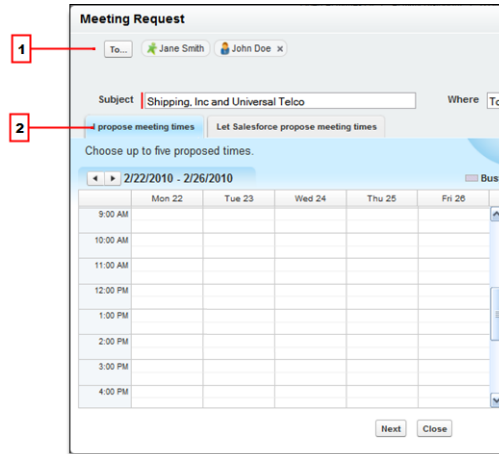 Meeting Request
1
To... Jane Smith John Doe x
Subject Shipping, Inc and Universal Telco Where To
2
I propose meeting times Let Salesforce propose meeting times
Choose up to five proposed times.
2/22/2010 - 2/26/2010 Bus
Mon 22 Tue 23 Wed 24 Thu 25 Fri 26
9:00 AM
10:00 AM
11:00 AM
12:00 PM
1:00 PM
2:00 PM
3:00 PM
4:00 PM
Next Close